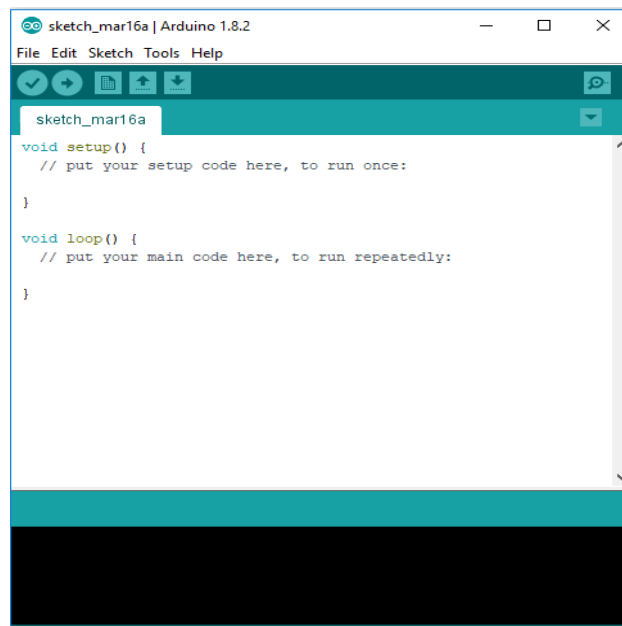 sketch_mar16a | Arduino 1.8.2
File Edit Sketch Tools Help
sketch_mar16a
void setup() {
  // put your setup code here, to run once:
}
void loop() {
  // put your main code here, to run repeatedly:
}